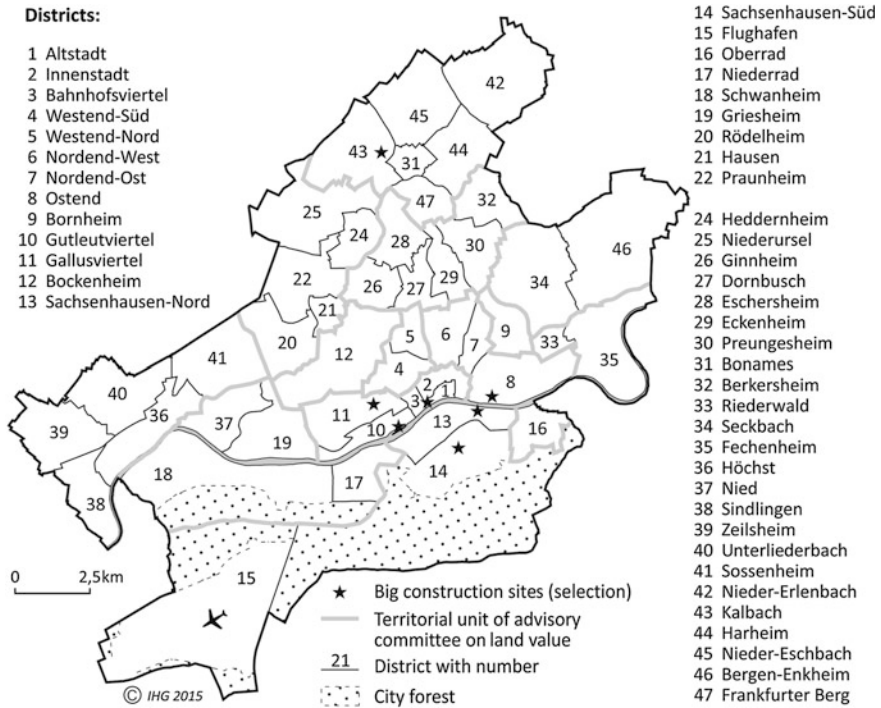 Districts:
1 Altstadt
2 Innenstadt
3 Bahnhofsviertel
4 Westend-Süd
5 Westend-Nord
6 Nordend-West
7 Nordend-Ost
8 Ostend
9 Bornheim
10 Gutleutviertel
11 Gallusviertel
12 Bockenheim
13 Sachsenhausen-Nord
14 Sachsenhausen-Süd
15 Flughafen
16 Oberrad
17 Niederrad
18 Schwanheim
19 Griesheim
20 Rödelheim
21 Hausen
22 Praunheim
24 Heddernheim
25 Niederursel
26 Ginnheim
27 Dornbusch
28 Eschersheim
29 Eckenheim
30 Preungesheim
31 Bonames
32 Berkersheim
33 Riederwald
34 Seckbach
35 Fechenheim
36 Höchst
37 Nied
38 Sindlingen
39 Zeilsheim
40 Unterliederbach
41 Sossenheim
42 Nieder-Erlenbach
43 Kalbach
44 Harheim
45 Nieder-Eschbach
46 Bergen-Enkheim
47 Frankfurter Berg
42
45
43
44
31
47
32
25
24
28
30
46
22
26
27
29
34
21
20
5
6
7
9
33
35
41
12
4
40
2
1
8
36
3
39
37
11
10
13
16
19
14
18
17
38
15
0 2,5km
Big construction sites (selection)
Territorial unit of advisory
committee on land value
21 District with number
City forest
© IHG 2015